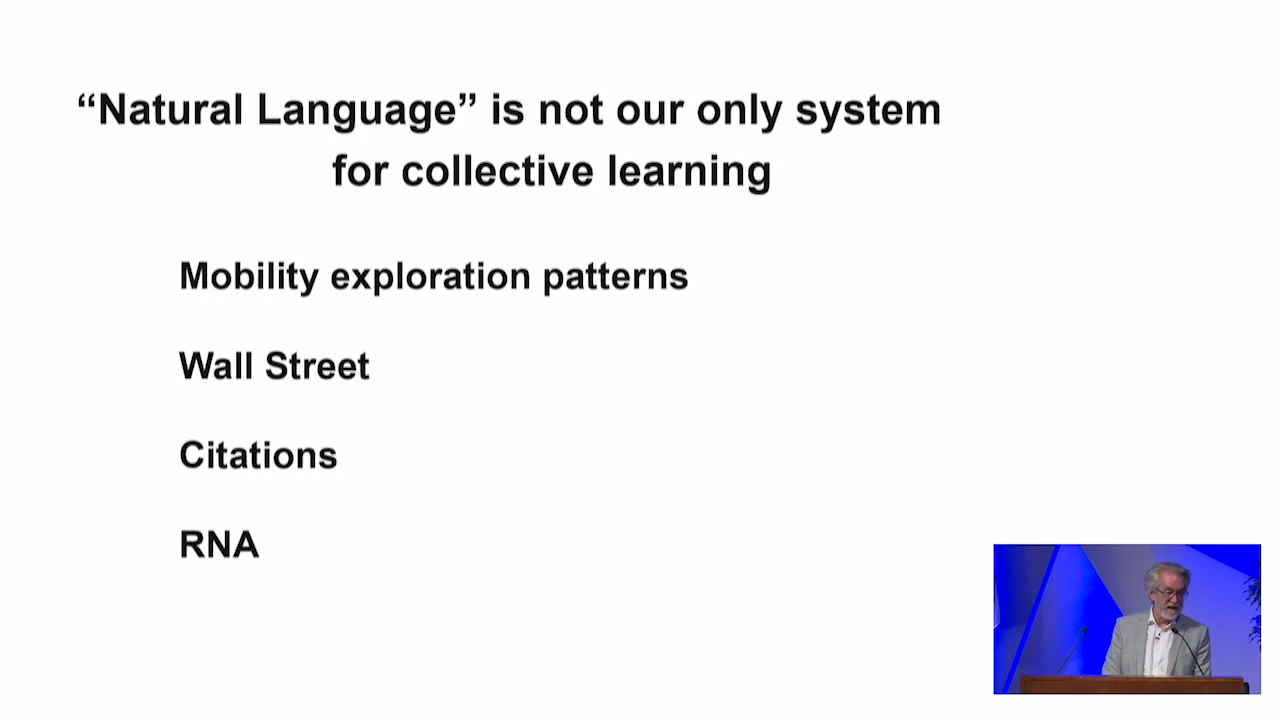 “Natural Language” is not our only system
for collective learning
Mobility exploration patterns
Wall Street
Citations
RNA